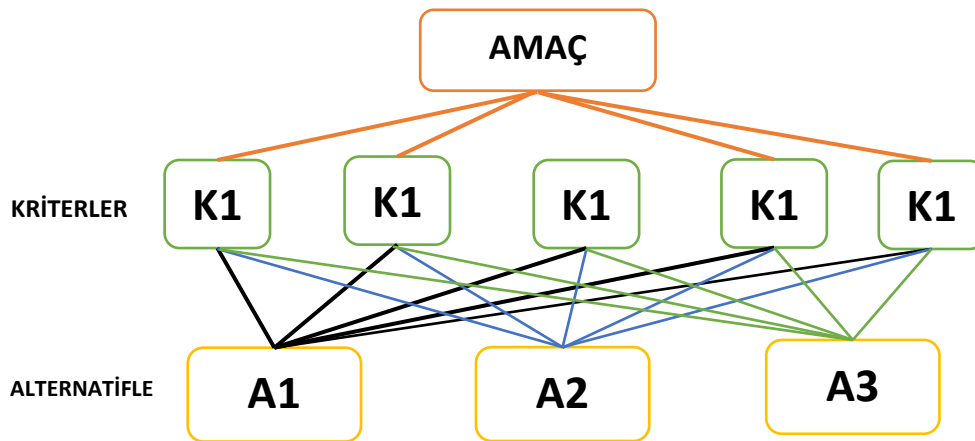 AMAÇ
KRİTERLER
K1
K1
K1
K1
K1
ALTERNATİFLE
A1
A2
A3